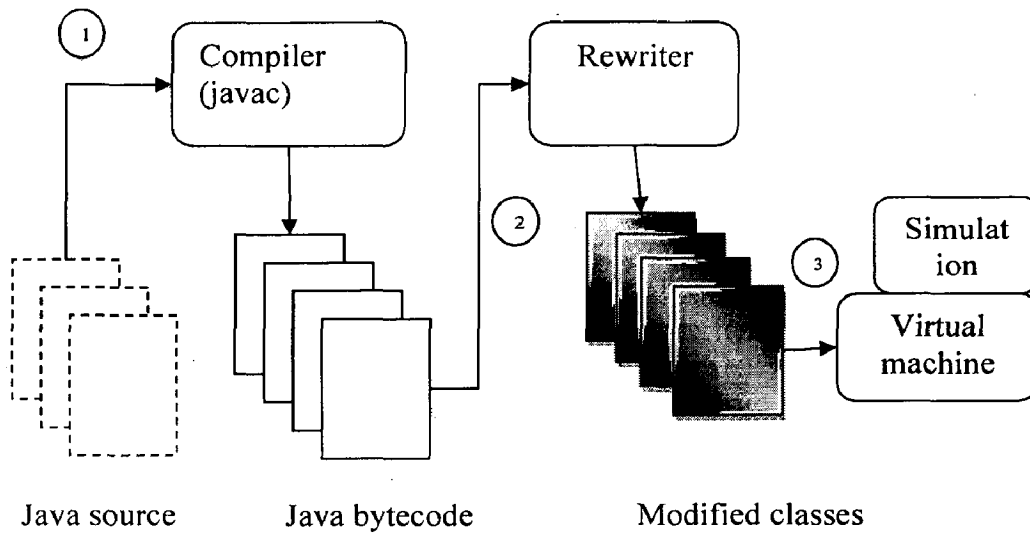 1
Compiler
(javac)
Rewriter
2
3
Simulat
ion
Virtual
machine
Java source
Java bytecode
Modified classes